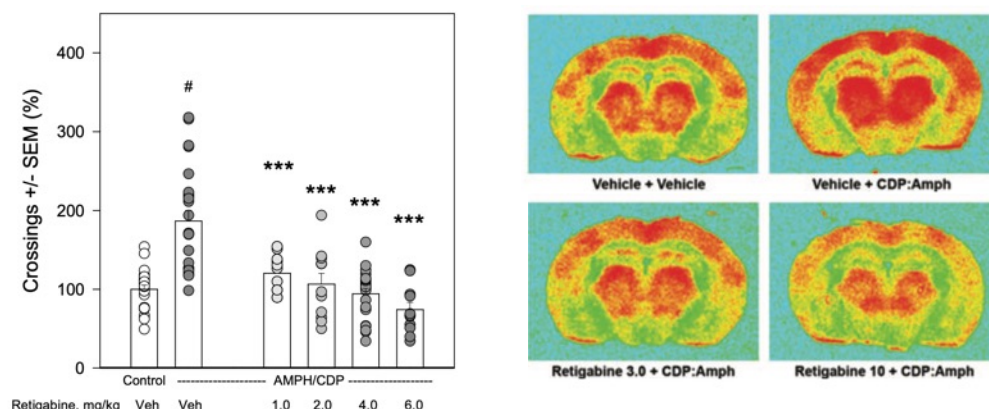 Crossings +/- SEM (%)
400
300
200
100
0
#
***
***
***
***
Control ---------------------- AMPH/CDP ----------------------
Retigabine, mg/kg Veh Veh 1.0 2.0 4.0 6.0
Vehicle + Vehicle
Vehicle + CDP:Amph
Retigabine 3.0 + CDP:Amph
Retigabine 10 + CDP:Amph